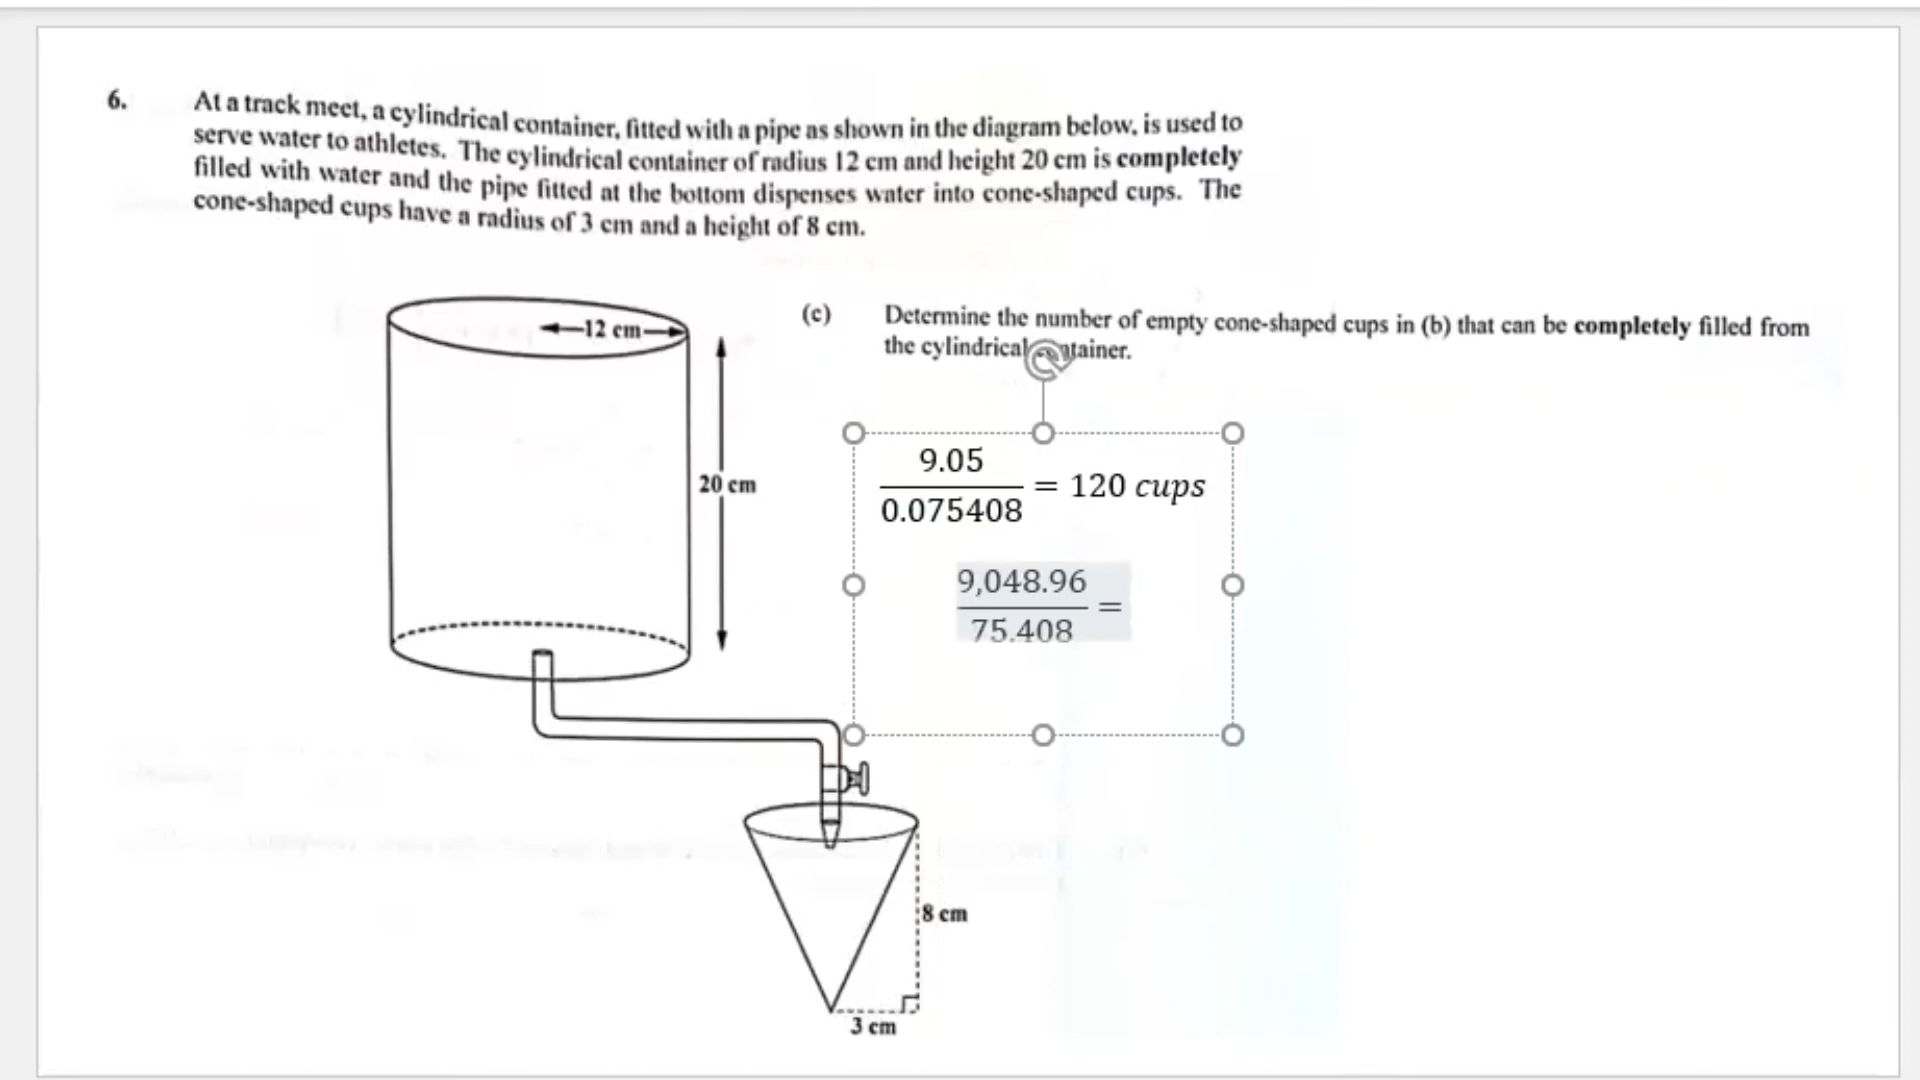 6. At a track meet, a cylindrical container, fitted with a pipe as shown in the diagram below, is used to
serve water to athletes. The cylindrical container of radius 12 cm and height 20 cm is completely
filled with water and the pipe fitted at the bottom dispenses water into cone-shaped cups. The
cone-shaped cups have a radius of 3 cm and a height of 8 cm.
(c) Determine the number of empty cone-shaped cups in (b) that can be completely filled from
the cylindrical tainer.
12 cm
20 cm
9.05
0.075408
= 120 cups
9,048.96
75.408
=
8 cm
3 cm